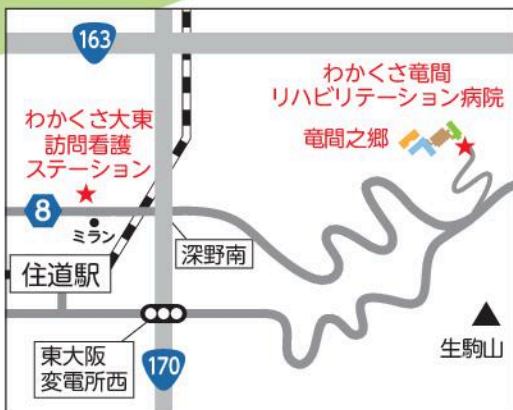 163
わかくさ竜間
リハビリテーション病院
竜間之郷
わかくさ大東
訪問看護
ステーション
8
ミラン
深野南
住道駅
東大阪
変電所西
170
生駒山